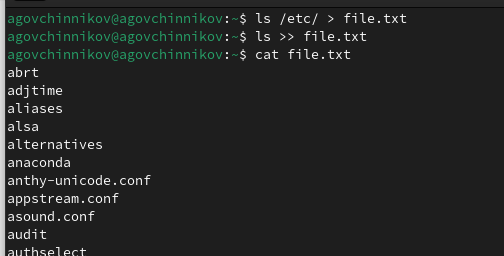 agovchinnikov@agovchinnikov:~$ ls /etc/ > file.txt
agovchinnikov@agovchinnikov:~$ ls >> file.txt
agovchinnikov@agovchinnikov:~$ cat file.txt
abrt
adjtime
aliases
alsa
alternatives
anaconda
anthy-unicode.conf
appstream.conf
asound.conf
audit
authselect